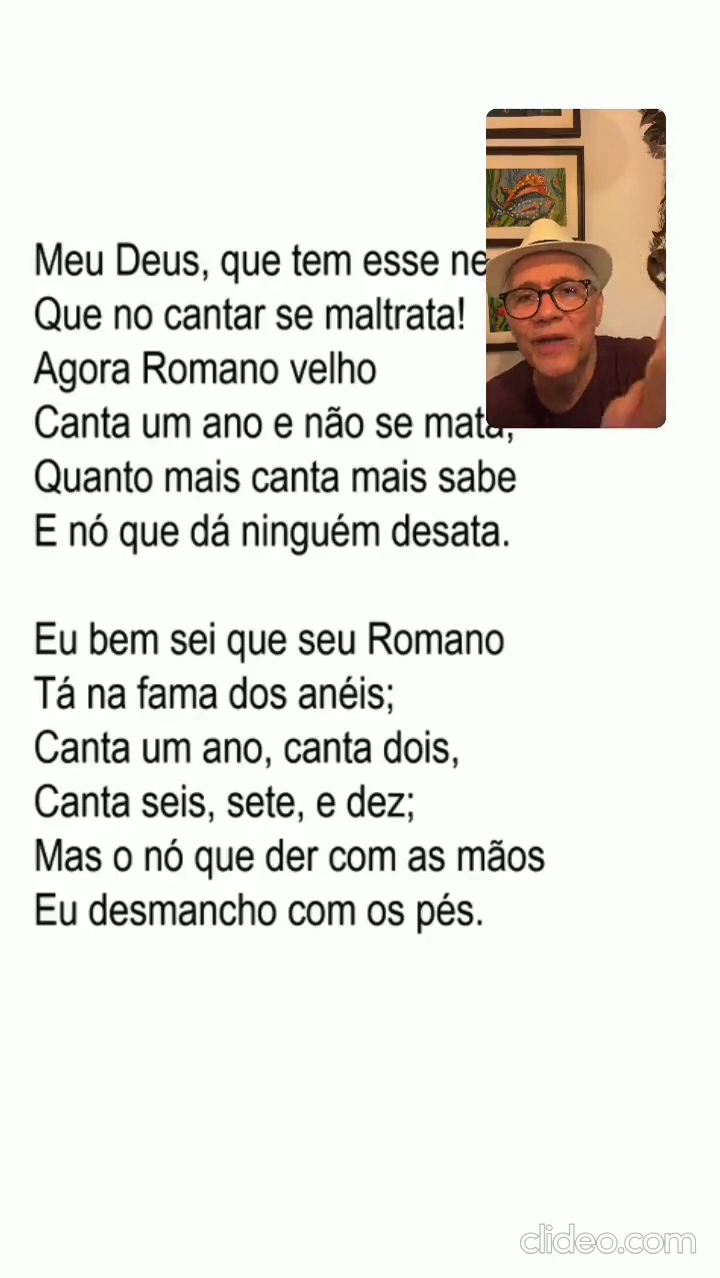 Meu Deus, que tem esse
Que no cantar se maltrata!
Agora Romano velho
Canta um ano e não se mata,
Quanto mais canta mais sabe
E nó que dá ninguém desata.
Eu bem sei que seu Romano
Tá na fama dos anéis;
Canta um ano, canta dois,
Canta seis, sete, e dez;
Mas o nó que der com as mãos
Eu desmancho com os pés.
clideo.com